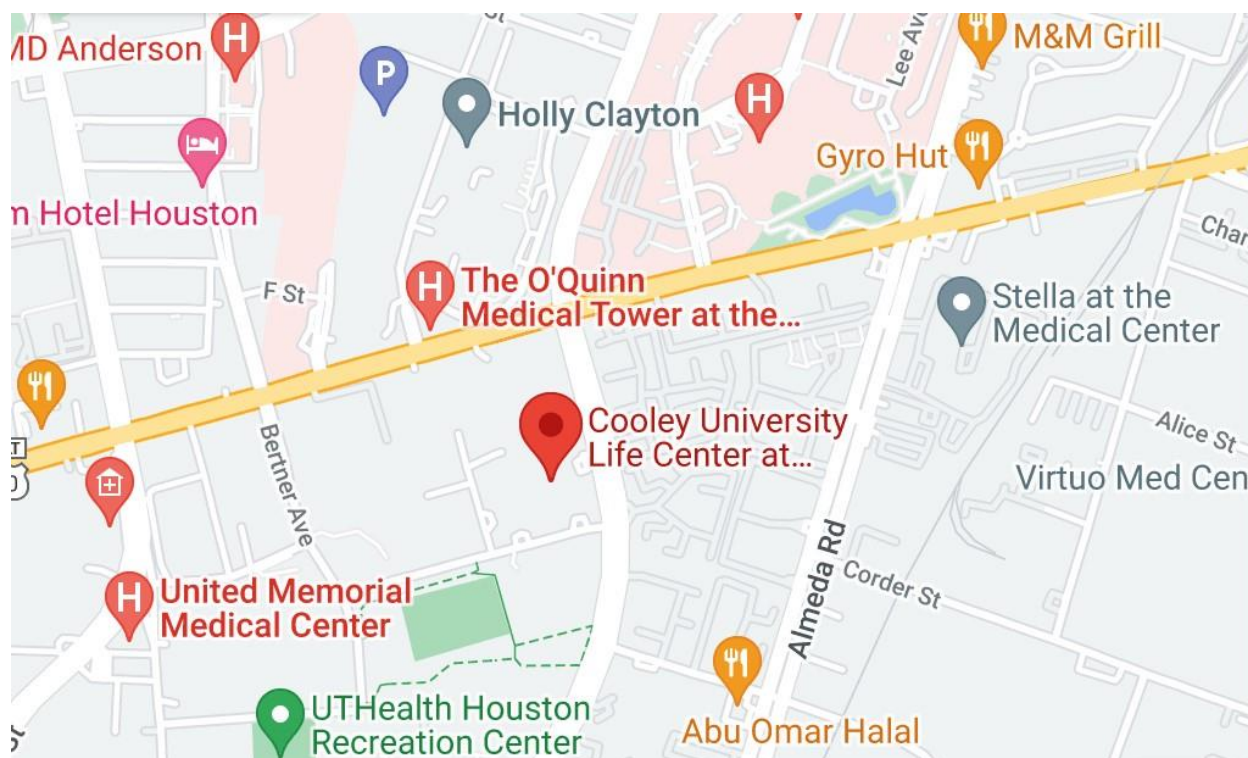 MD Anderson
H
P
Holly Clayton
H
Lee Ave
M&M Grill
Gyro Hut
m Hotel Houston
Char
F St
H
The O'Quinn
Medical Tower at the...
Stella at the
Medical Center
Cooley University
Life Center at...
Bertner Ave
Alice St
Virtuo Med Cen
Almeda Rd
Corder St
H
United Memorial
Medical Center
UTHealth Houston
Recreation Center
Abu Omar Halal
St